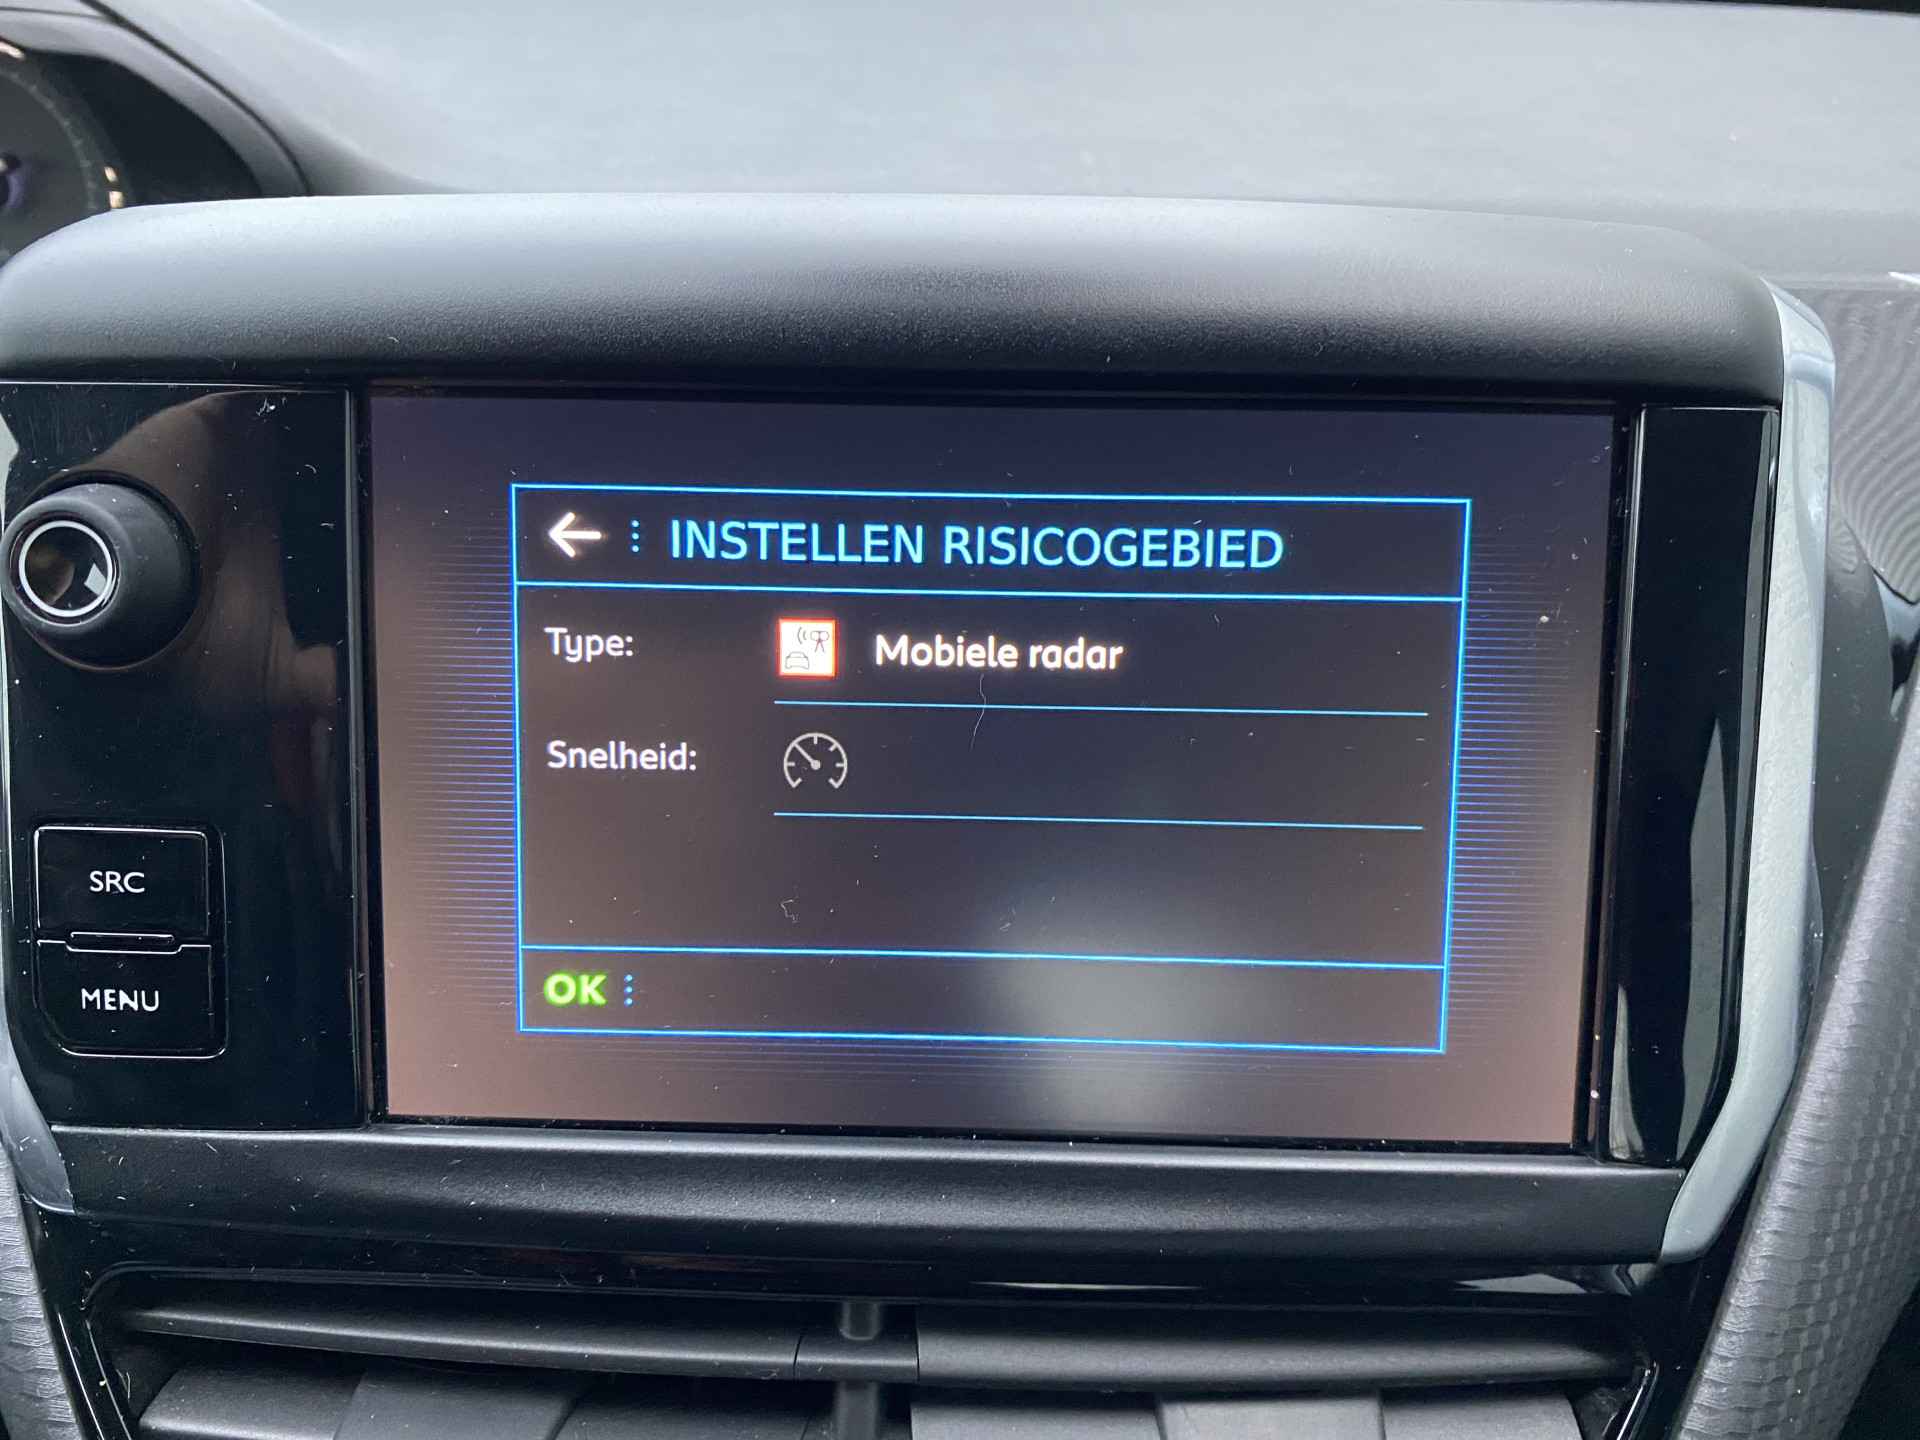 INSTELLEN RISICOGEBIED
Type: Mobiele radar
Snelheid:
OK
SRC
MENU